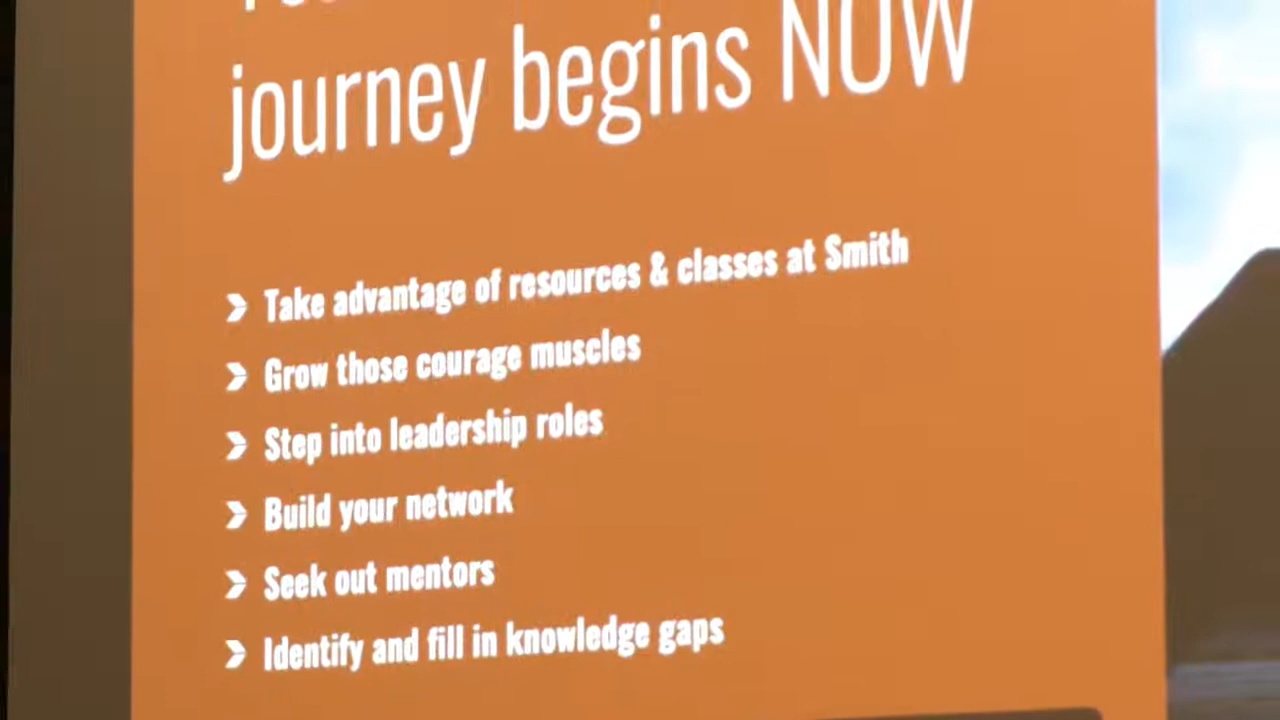 journey begins NOW
Take advantage of resources & classes at Smith
Grow those courage muscles
Step into leadership roles
Build your network
Seek out mentors
Identify and fill in knowledge gaps